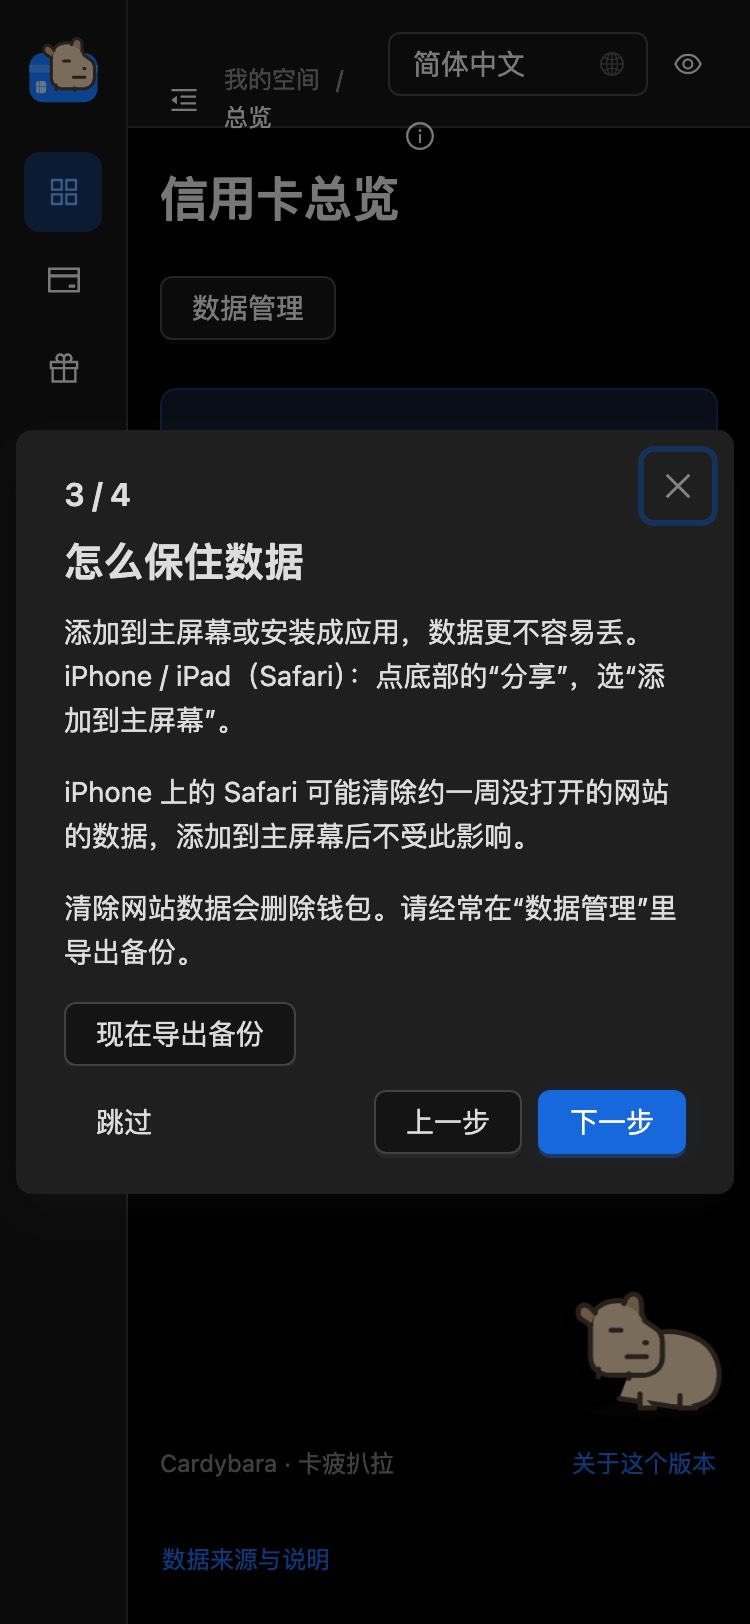 我的空间 /
总览
简体中文
信用卡总览
数据管理
3 / 4
怎么保住数据
添加到主屏幕或安装成应用，数据更不容易丢。
iPhone / iPad（Safari）：点底部的“分享”，选“添
加到主屏幕”。
iPhone 上的 Safari 可能清除约一周没打开的网站
的数据，添加到主屏幕后不受此影响。
清除网站数据会删除钱包。请经常在“数据管理”里
导出备份。
现在导出备份
跳过
上一步
下一步
Cardybara · 卡疲扒拉
关于这个版本
数据来源与说明